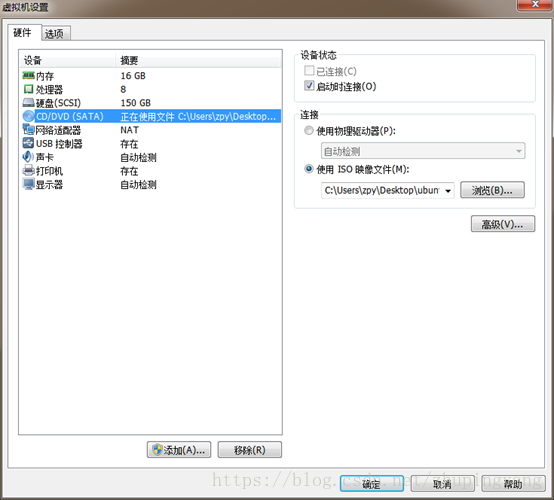 虚拟机设置
硬件 选项
设备 摘要
内存 16 GB
处理器 8
硬盘(SCSI) 150 GB
CD/DVD (SATA) 正在使用文件 C:\Users\zpy\Desktop...
网络适配器 NAT
USB 控制器 存在
声卡 自动检测
打印机 存在
显示器 自动检测
添加(A)... 移除(R)
设备状态
已连接(C)
启动时连接(O)
连接
使用物理驱动器(P):
自动检测
使用 ISO 映像文件(M):
C:\Users\zpy\Desktop\ubun 浏览(B)...
高级(V)...
确定 取消 帮助